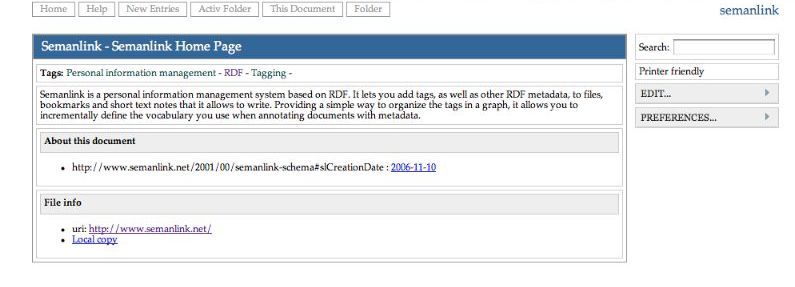 Home Help New Entries Activ Folder This Document Folder
semanlink
Semanlink - Semanlink Home Page
Tags: Personal information management - RDF - Tagging -
Semanlink is a personal information management system based on RDF. It lets you add tags, as well as other RDF metadata, to files,
bookmarks and short text notes that it allows to write. Providing a simple way to organize the tags in a graph, it allows you to
incrementally define the vocabulary you use when annotating documents with metadata.
About this document
• http://www.semanlink.net/2001/00/semanlink-schema#slCreationDate : 2006-11-10
File info
• uri: http://www.semanlink.net/
• Local copy
Search:
Printer friendly
EDIT...
PREFERENCES...